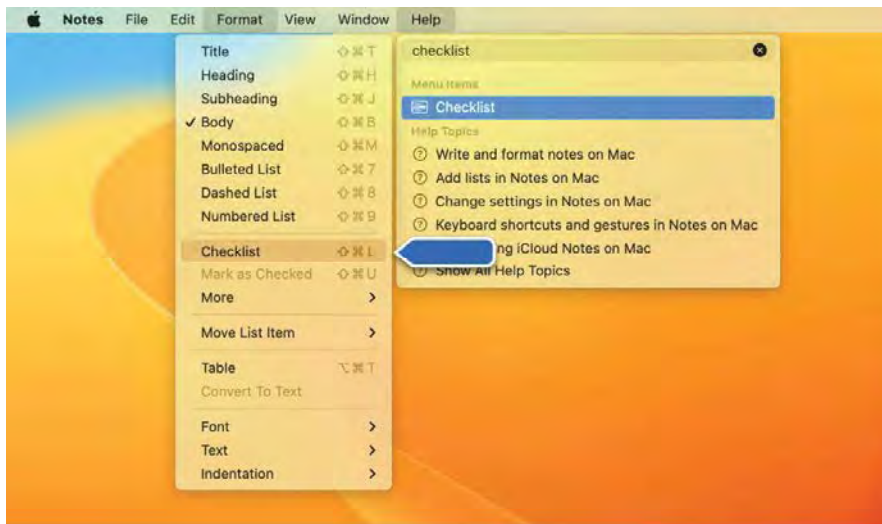 Notes File Edit Format View Window Help
Title ⇧⌘T
Heading ⇧⌘H
Subheading ⇧⌘J
✓ Body ⇧⌘B
Monospaced ⇧⌘M
Bulleted List ⇧⌘7
Dashed List ⇧⌘8
Numbered List ⇧⌘9
Checklist ⇧⌘L
Mark as Checked ⇧⌘U
More >
Move List Item >
Table ⌥⌘T
Convert To Text
Font >
Text >
Indentation >
checklist
Menu Items
Checklist
Help Topics
Write and format notes on Mac
Add lists in Notes on Mac
Change settings in Notes on Mac
Keyboard shortcuts and gestures in Notes on Mac
ng iCloud Notes on Mac
Show All Help Topics